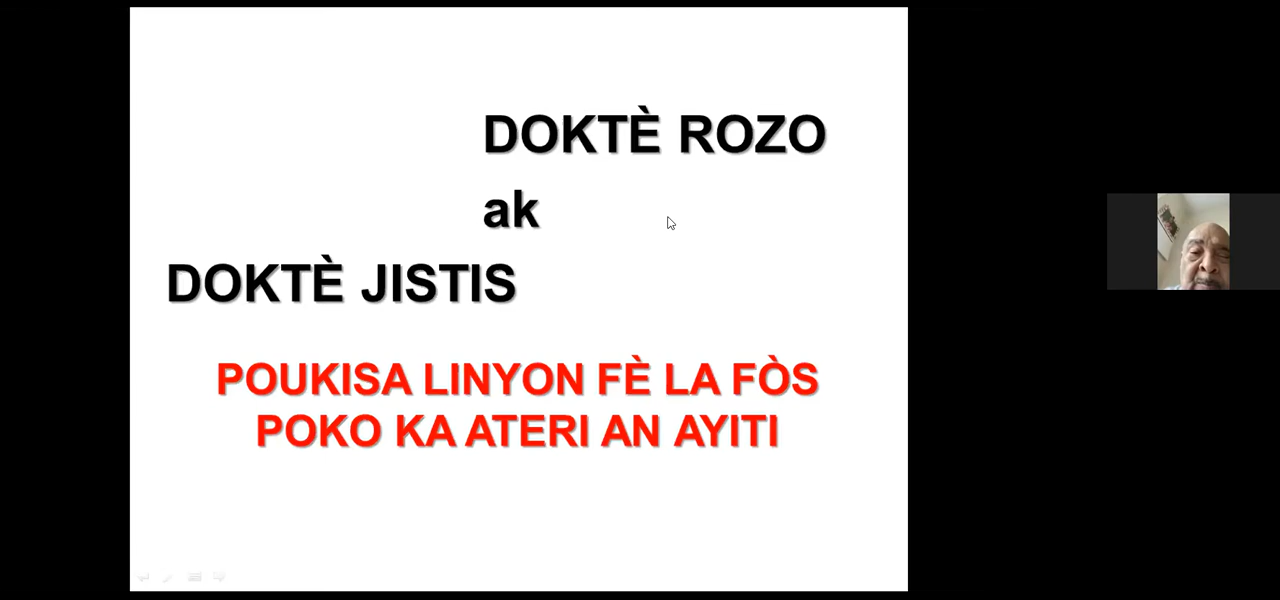 DOKTÈ ROZO
ak
DOKTÈ JISTIS
POUKISA LINYON FÈ LA FÒS
POKO KA ATERI AN AYITI